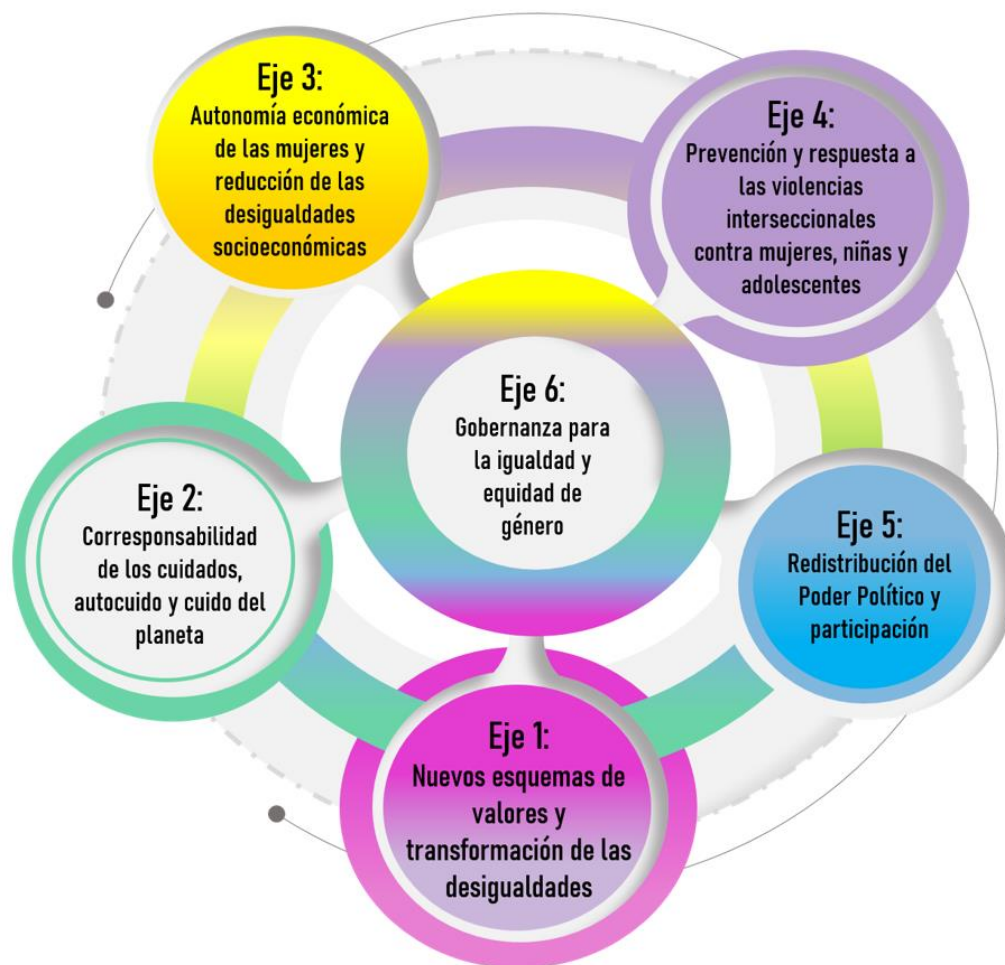 Eje 3:
Autonomía económica
de las mujeres y
reducción de las
desigualdades
socioeconómicas
Eje 4:
Prevención y respuesta a
las violencias
interseccionales
contra mujeres, niñas y
adolescentes
Eje 6:
Gobernanza para
la igualdad y
equidad de
género
Eje 2:
Corresponsabilidad
de los cuidados,
autocuido y cuido del
planeta
Eje 5:
Redistribución del
Poder Político y
participación
Eje 1:
Nuevos esquemas de
valores y
transformación de las
desigualdades